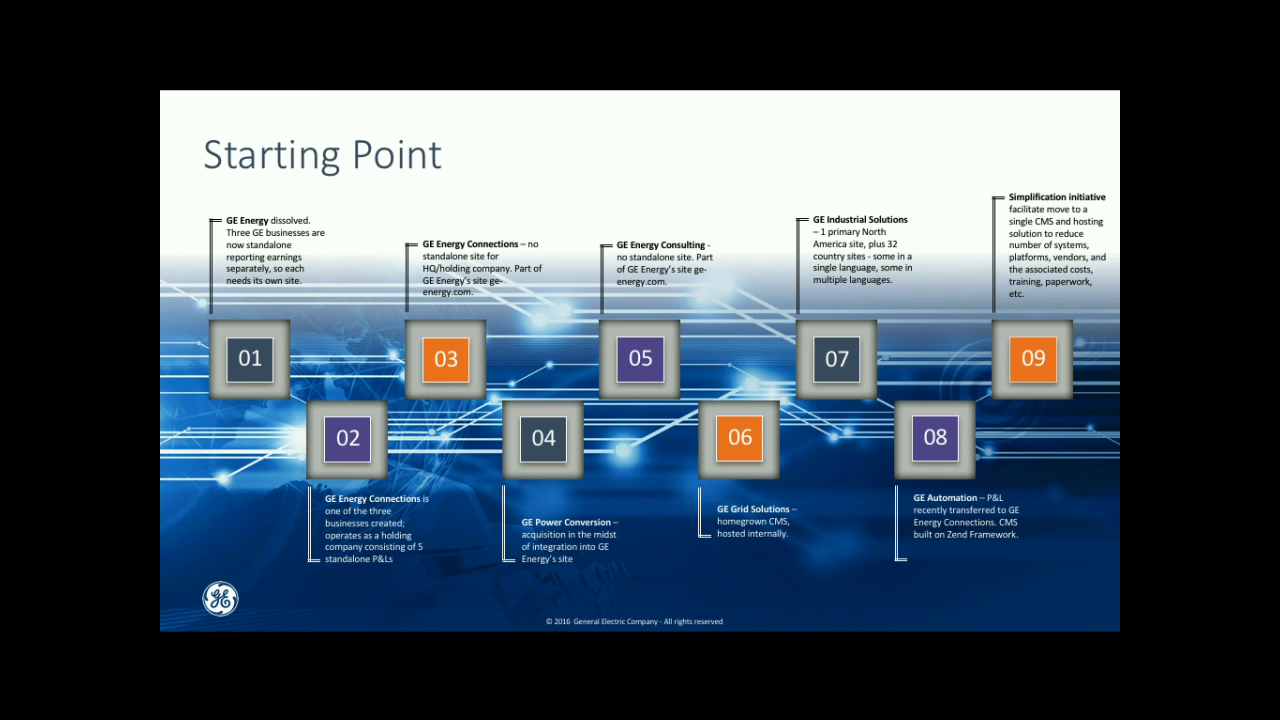 Starting Point
GE Energy dissolved.
Three GE businesses are
now standalone
reporting earnings
separately, so each
needs its own site.
01
GE Energy Connections is
one of the three
businesses created;
operates as a holding
company consisting of 5
standalone P&Ls
02
GE Energy Connections – no
standalone site for
HQ/holding company. Part of
GE Energy's site ge-
energy.com.
03
GE Power Conversion –
acquisition in the midst
of integration into GE
Energy's site
04
GE Energy Consulting -
no standalone site. Part
of GE Energy's site ge-
energy.com.
05
GE Grid Solutions –
homegrown CMS,
hosted internally.
06
GE Industrial Solutions
– 1 primary North
America site, plus 32
country sites - some in a
single language, some in
multiple languages.
07
GE Automation – P&L
recently transferred to GE
Energy Connections. CMS
built on Zend Framework.
08
Simplification initiative
facilitate move to a
single CMS and hosting
solution to reduce
number of systems,
platforms, vendors, and
the associated costs,
training, paperwork,
etc.
09
GE
© 2016 General Electric Company - All rights reserved